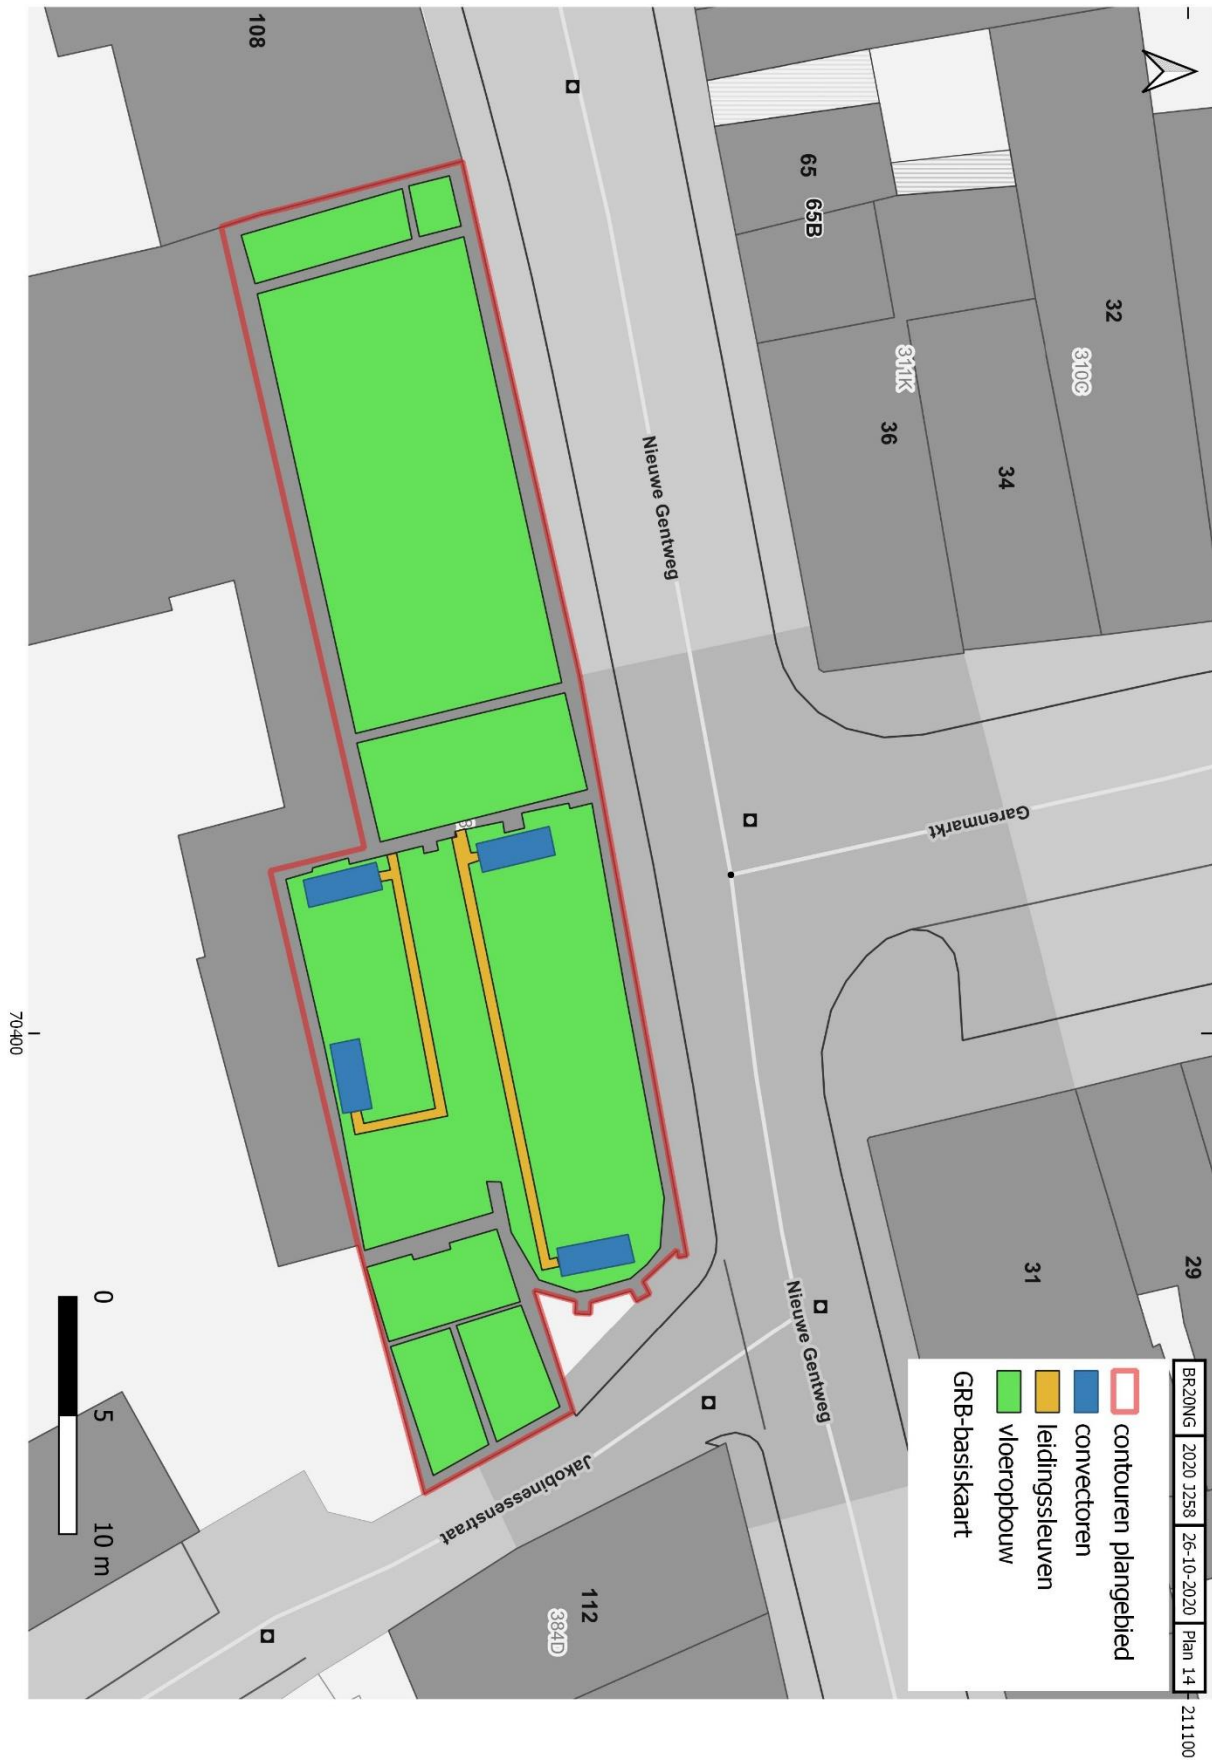 BR20NG 2020 J258 26-10-2020 Plan 14
contouren plangebied
convectoren
leidingssleuven
vloeropbouw
GRB-basiskaart
211100
70400
0 5 10 m
108
65
65B
32
310C
311K
36
34
Nieuwe Gentweg
Garenmarkt
31
29
Nieuwe Gentweg
Jakobinessenstraat
112
384D